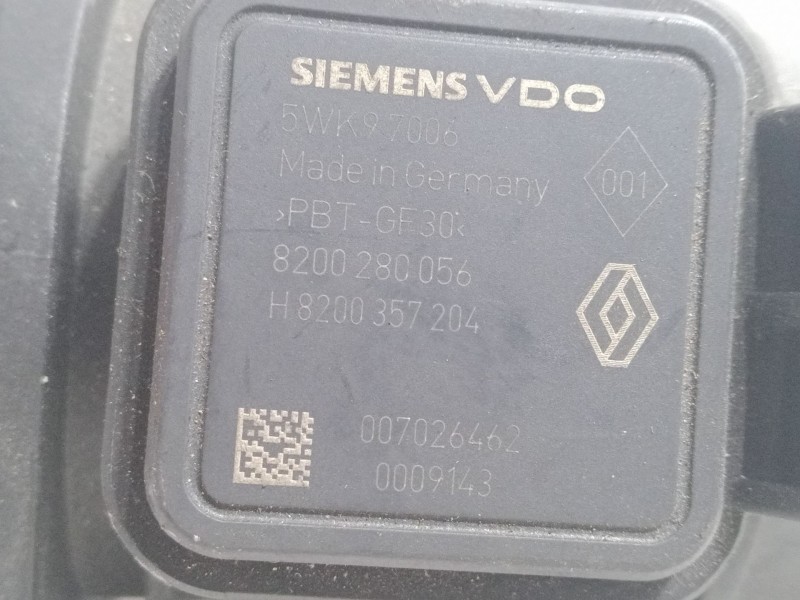 SIEMENS VDO
5WK9 7006
Made in Germany
001
>PBT-GF30<
8200 280 056
H 8200 357 204
007026462
0009143